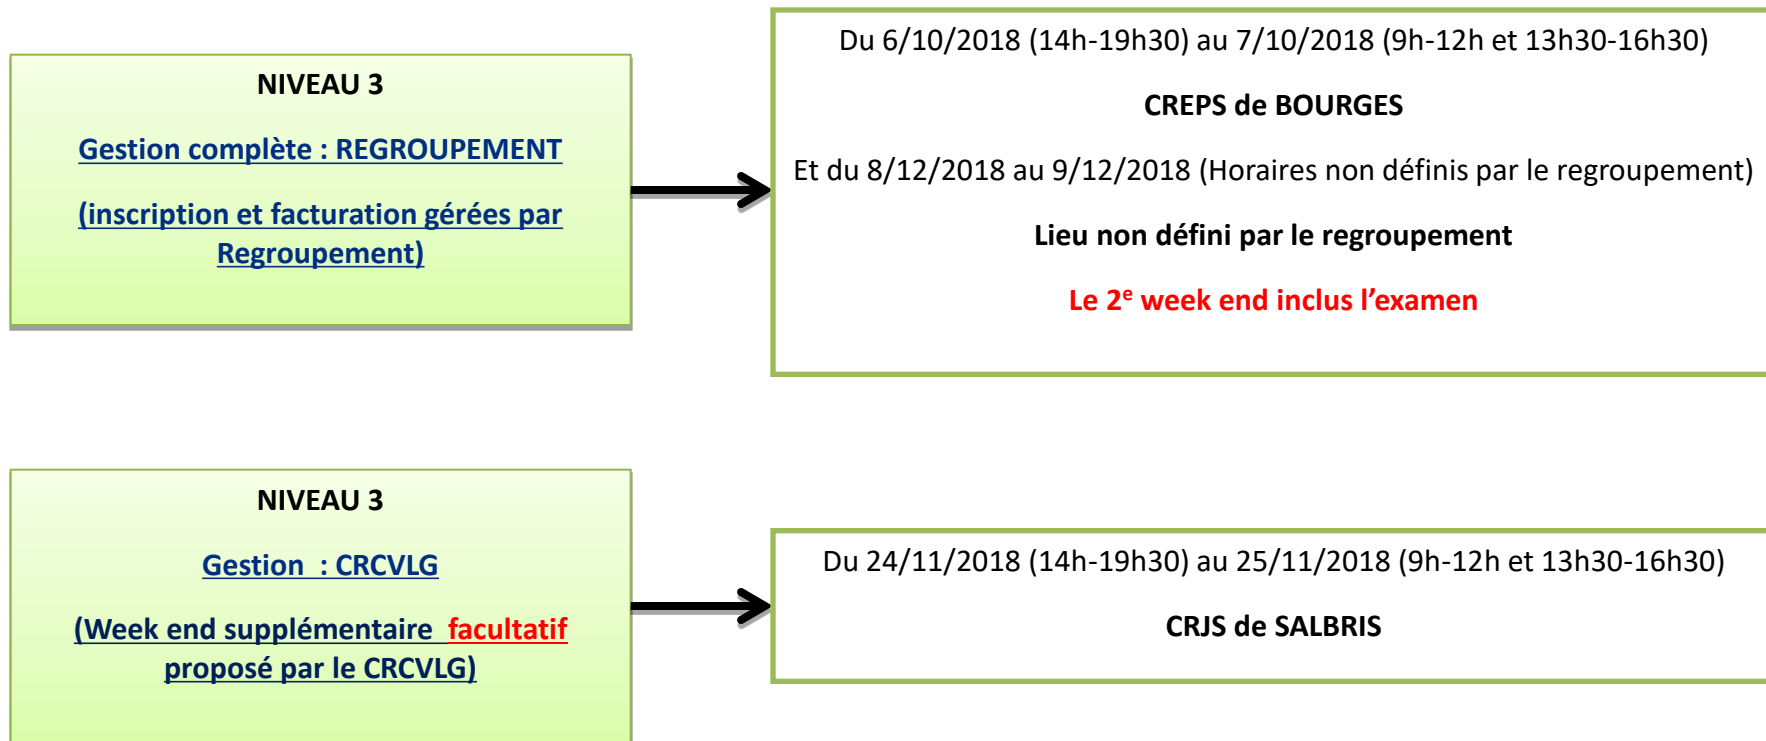 NIVEAU 3
Gestion complète : REGROUPEMENT
(inscription et facturation gérées par
Regroupement)
Du 6/10/2018 (14h-19h30) au 7/10/2018 (9h-12h et 13h30-16h30)
CREPS de BOURGES
Et du 8/12/2018 au 9/12/2018 (Horaires non définis par le regroupement)
Lieu non défini par le regroupement
Le 2e week end inclus l’examen
NIVEAU 3
Gestion : CRCVLG
(Week end supplémentaire facultatif
proposé par le CRCVLG)
Du 24/11/2018 (14h-19h30) au 25/11/2018 (9h-12h et 13h30-16h30)
CRJS de SALBRIS